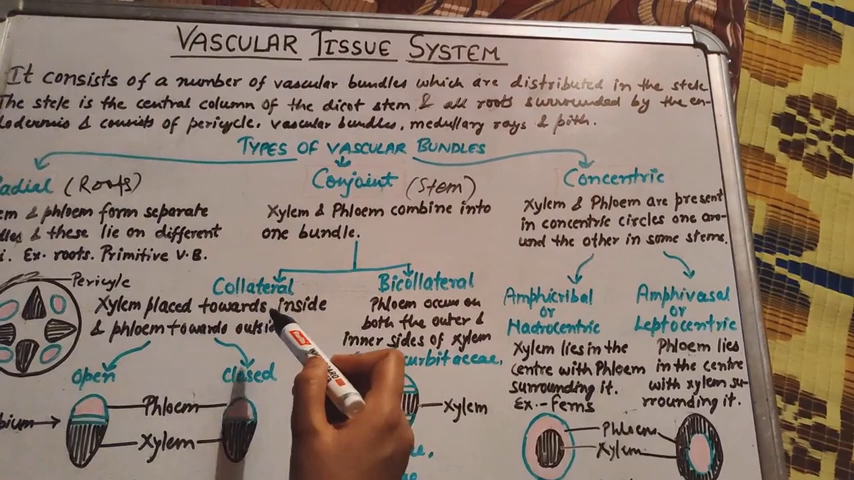 VASCULAR TISSUE SYSTEM
It consists of a number of vascular bundles which are distributed in the stele
The stele is the central column of the dicot stem & all roots surrounded by the en-
lodermis & consists of pericycle, vascular bundles, medullary rays & pith.
TYPES OF VASCULAR BUNDLES
adial (Roots)
em & phloem form separate
dles & these lie on different
i. Ex. roots. Primitive V.B.
Pericycle
Conjoint (Stem)
Xylem & Phloem combine into
one bundle.
Collateral
Xylem placed towards inside
& phloem towards outsi
Open
Closed
Phloem
Xylem
bium
Bicollateral
Phloem occur on
both the outer &
inner sides of xylem
curbitaceae,
Xylem
Concentric
Xylem & Phloem are present
in concentric circles one aro-
und the other in some stems.
Amphicribal
or
Hadrocentric
Xylem lies in the
centre with Phloem
surrounding it.
Ex.- Ferns
Amphivasal
or
Leptocentric
Phloem lies
in the centre
with xylem su-
rrounding it.
Phloem
Xylem